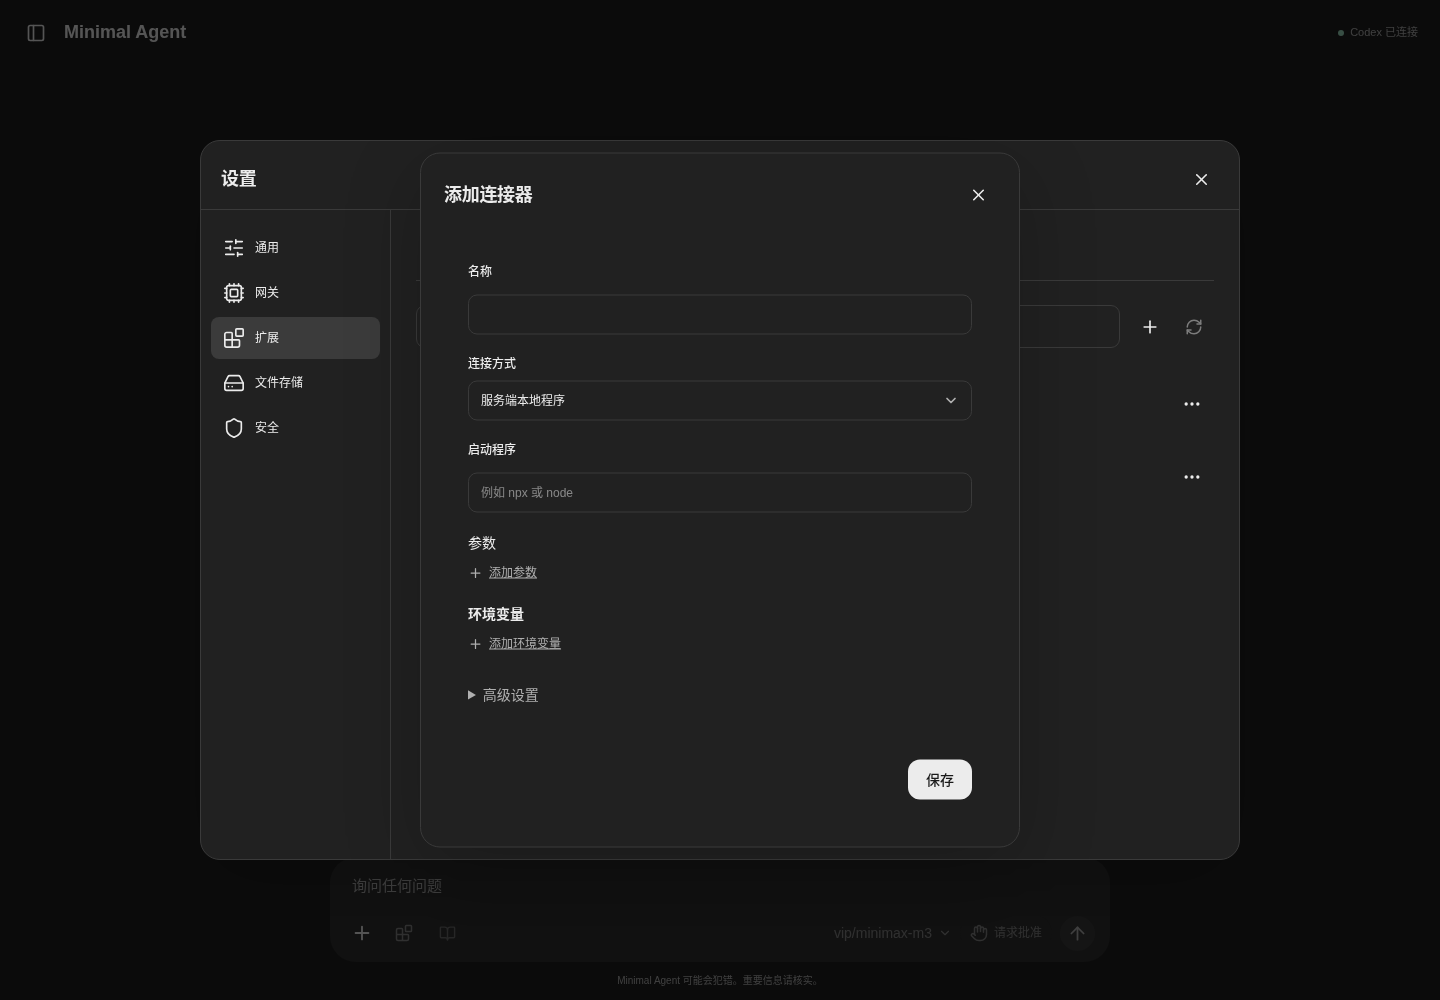 Minimal Agent
Codex 已连接
设置
添加连接器
通用
网关
扩展
文件存储
安全
名称
连接方式
服务端本地程序
启动程序
例如 npx 或 node
参数
添加参数
环境变量
添加环境变量
高级设置
保存
询问任何问题
vip/minimax-m3
请求批准
Minimal Agent 可能会犯错。重要信息请核实。